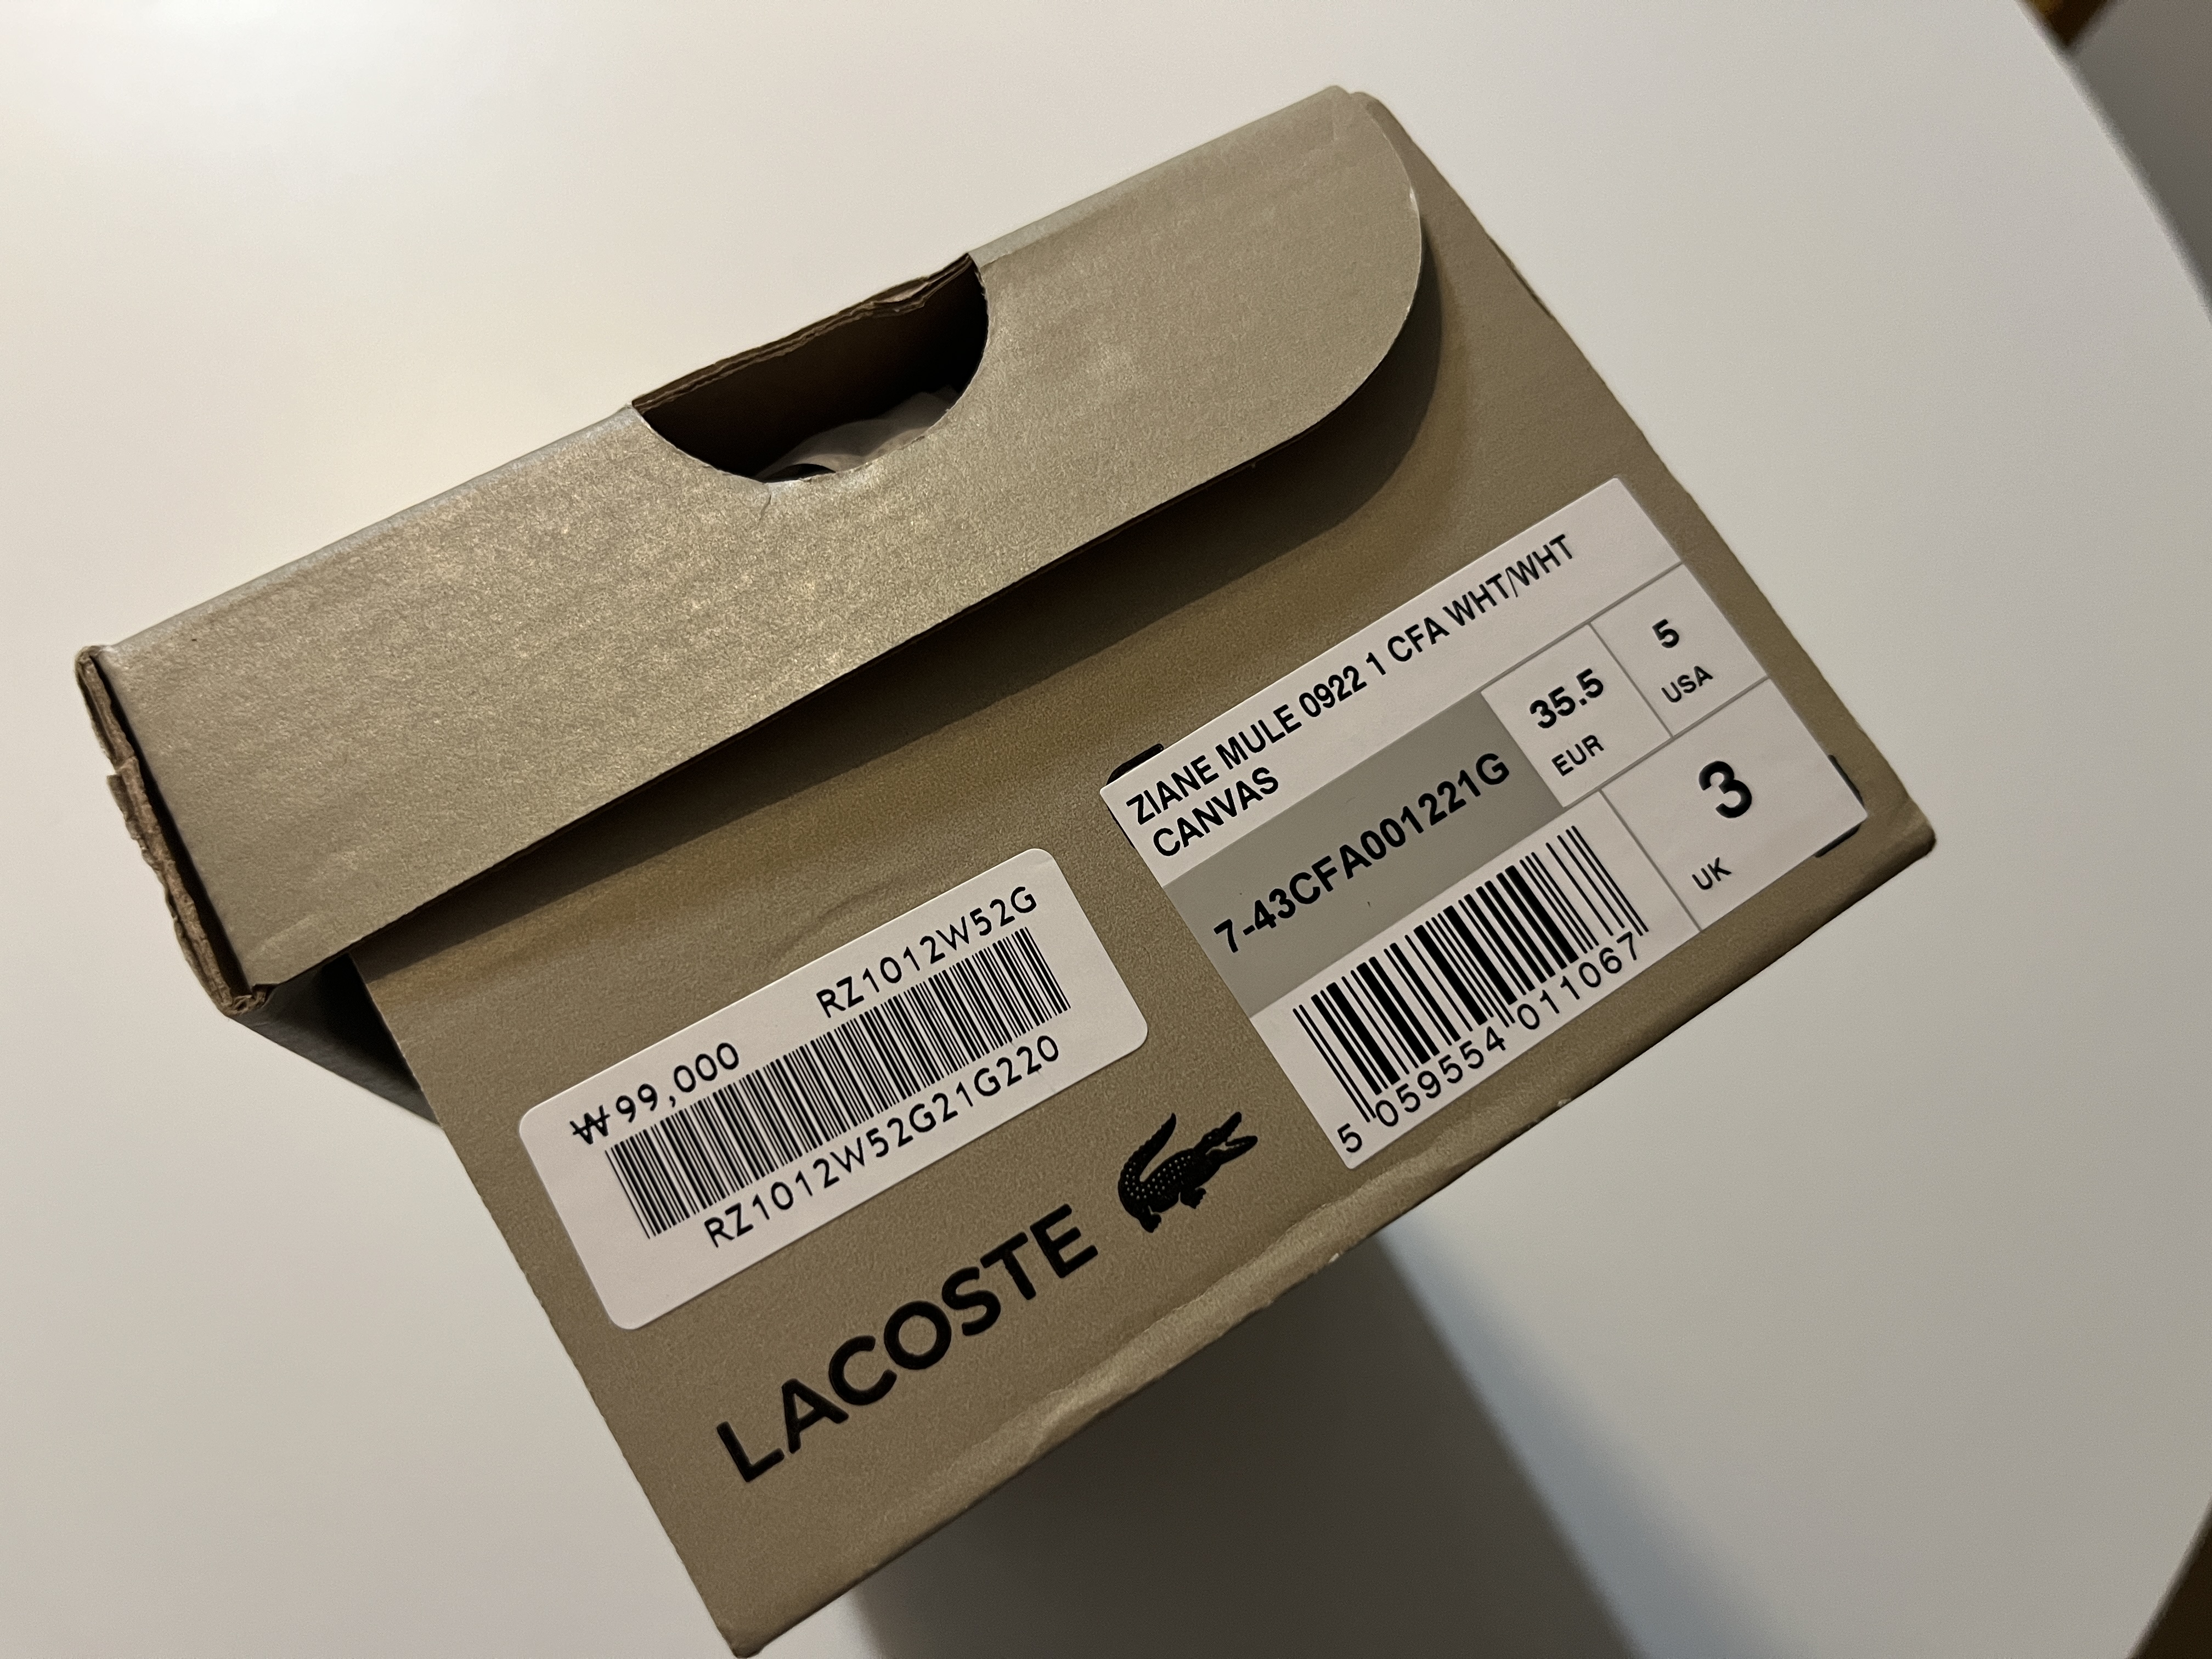 ZIANE MULE 0922 1 CFA WHT/WHT
CANVAS
7-43CFA001221G
35.5
EUR
5
USA
3
UK
5 059554 011067
₩99,000
RZ1012W52G
RZ1012W52G21G220
LACOSTE